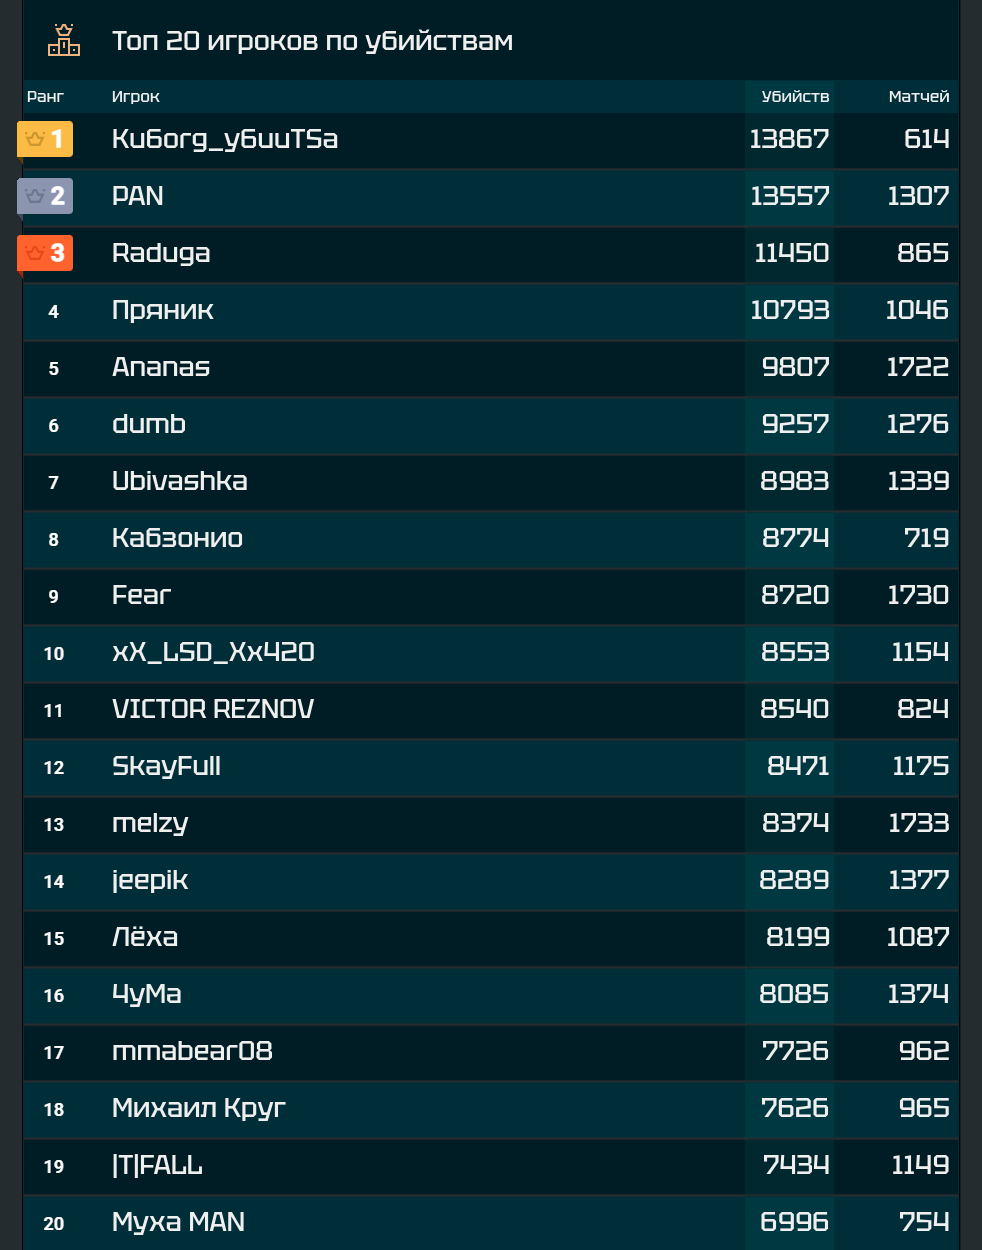 Топ 20 игроков по убийствам
Ранг Игрок Убийств Матчей
1 Ku6org_y6uuTSa 13867 614
2 PAN 13557 1307
3 Raduga 11450 865
4 Пряник 10793 1046
5 Ananas 9807 1722
6 dumb 9257 1276
7 Ubivashka 8983 1339
8 Кабзонио 8774 719
9 Fear 8720 1730
10 xX_LSD_Xx420 8553 1154
11 VICTOR REZNOV 8540 824
12 SkayFull 8471 1175
13 melzy 8374 1733
14 jeepik 8289 1377
15 Лёха 8199 1087
16 ЧуМа 8085 1374
17 mmabear08 7726 962
18 Михаил Круг 7626 965
19 |T|FALL 7434 1149
20 Муха MAN 6996 754